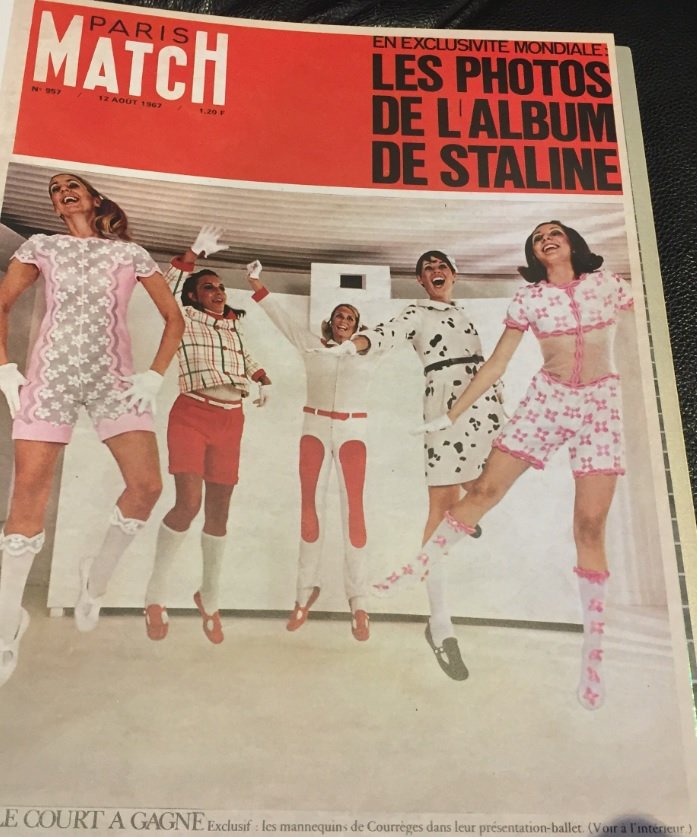 PARIS
MATCH
N° 957 / 12 AOUT 1967 / 1,20 F
EN EXCLUSIVITE MONDIALE:
LES PHOTOS
DE L'ALBUM
DE STALINE
LE COURT A GAGNE Exclusif : les mannequins de Courrèges dans leur présentation-ballet. (Voir à l'intérieur.)